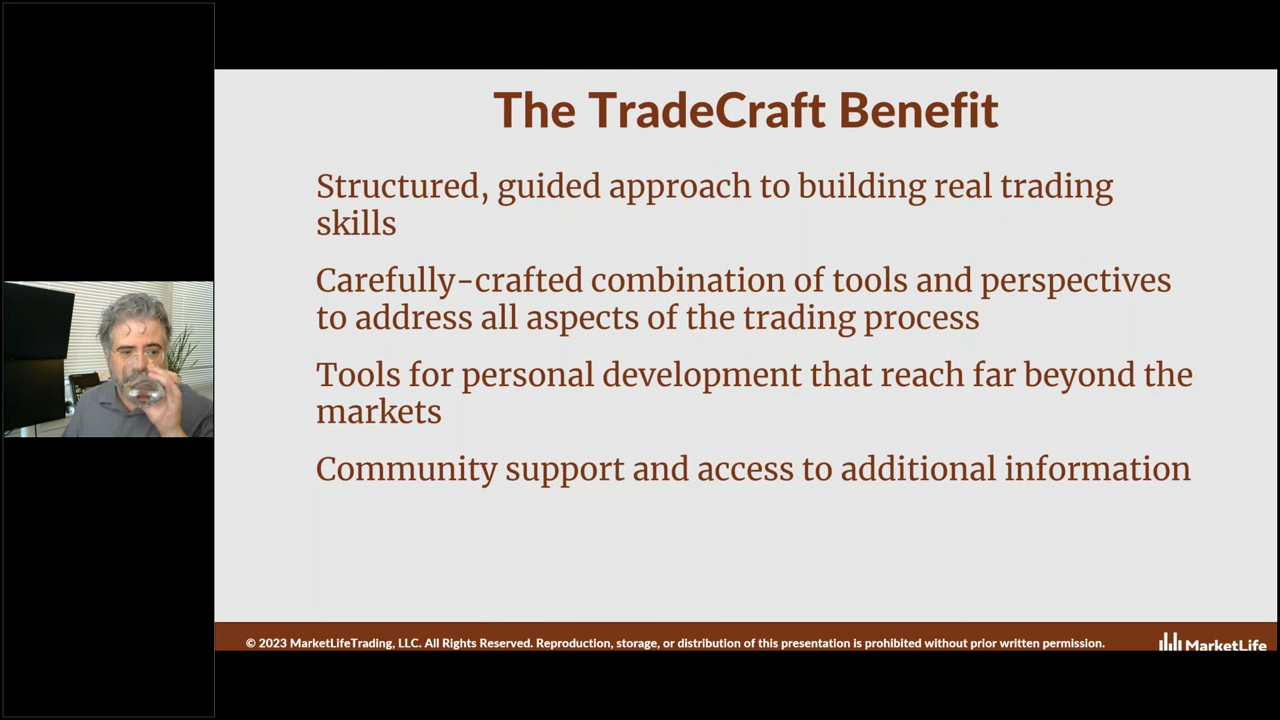 The TradeCraft Benefit
Structured, guided approach to building real trading
skills
Carefully-crafted combination of tools and perspectives
to address all aspects of the trading process
Tools for personal development that reach far beyond the
markets
Community support and access to additional information
© 2023 MarketLifeTrading, LLC. All Rights Reserved. Reproduction, storage, or distribution of this presentation is prohibited without prior written permission.
MarketLife